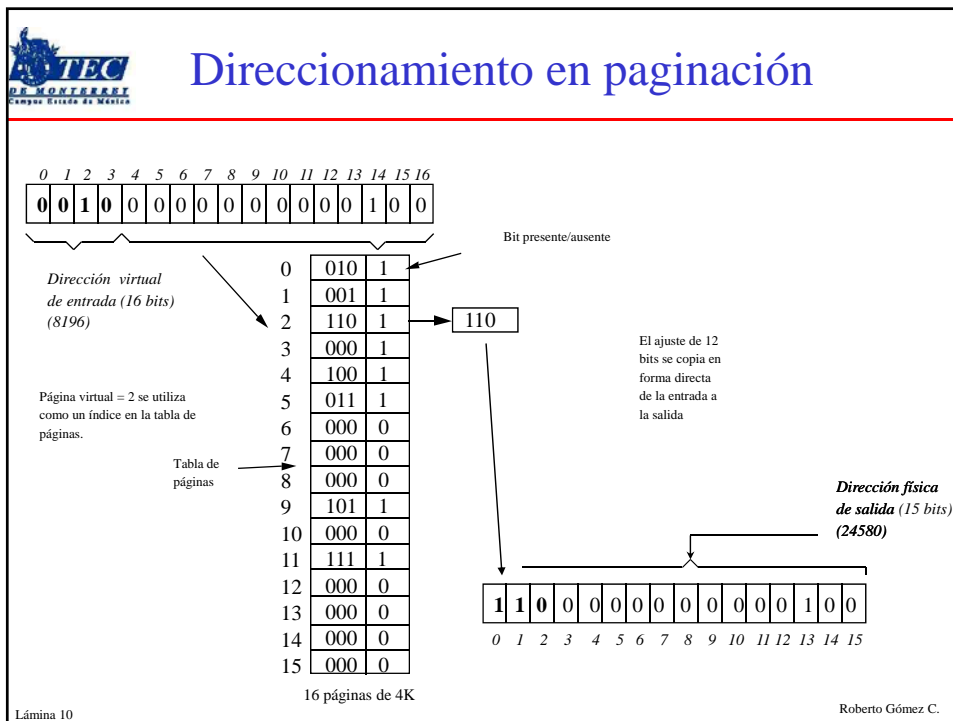 TEC
DE MONTERREY
Campus Estado de México
Direccionamiento en paginación
0 1 2 3 4 5 6 7 8 9 10 11 12 13 14 15 16
0 0 1 0 0 0 0 0 0 0 0 0 0 0 1 0 0
Bit presente/ausente
Dirección virtual
de entrada (16 bits)
(8196)
0 010 1
1 001 1
2 110 1
110
3 000 1
4 100 1
5 011 1
6 000 0
7 000 0
8 000 0
9 101 1
10 000 0
11 111 1
12 000 0
13 000 0
14 000 0
15 000 0
16 páginas de 4K
El ajuste de 12
bits se copia en
forma directa
de la entrada a
la salida
Página virtual = 2 se utiliza
como un índice en la tabla de
páginas.
Tabla de
páginas
Dirección física
de salida (15 bits)
(24580)
1 1 0 0 0 0 0 0 0 0 0 0 0 1 0 0
0 1 2 3 4 5 6 7 8 9 10 11 12 13 14 15
Lámina 10
Roberto Gómez C.